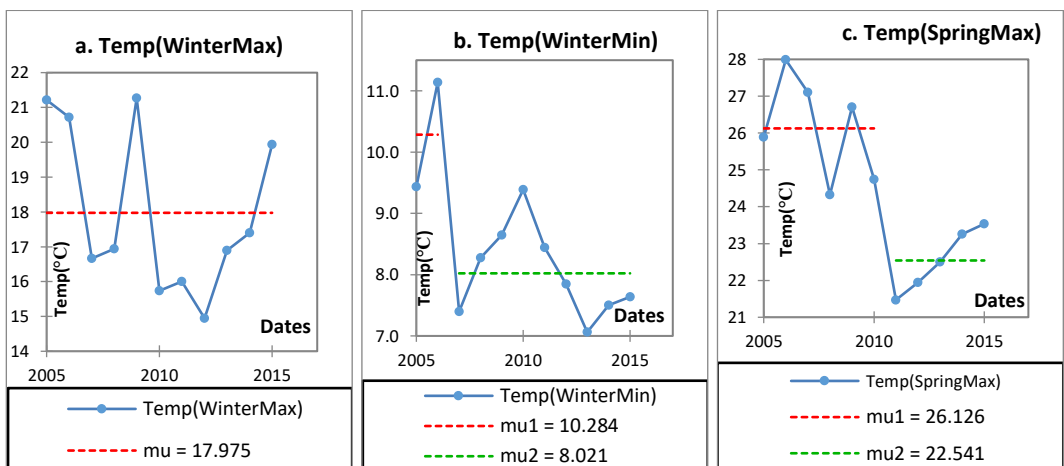 a. Temp(WinterMax)
22
21
20
19
18
17
16
15
14
Temp(°C)
Dates
2005
2010
2015
Temp(WinterMax)
mu = 17.975
b. Temp(WinterMin)
11.0
10.0
9.0
8.0
7.0
Temp(°C)
Dates
2005
2010
2015
Temp(WinterMin)
mu1 = 10.284
mu2 = 8.021
c. Temp(SpringMax)
28
27
26
25
24
23
22
21
Temp(°C)
Dates
2005
2010
2015
Temp(SpringMax)
mu1 = 26.126
mu2 = 22.541